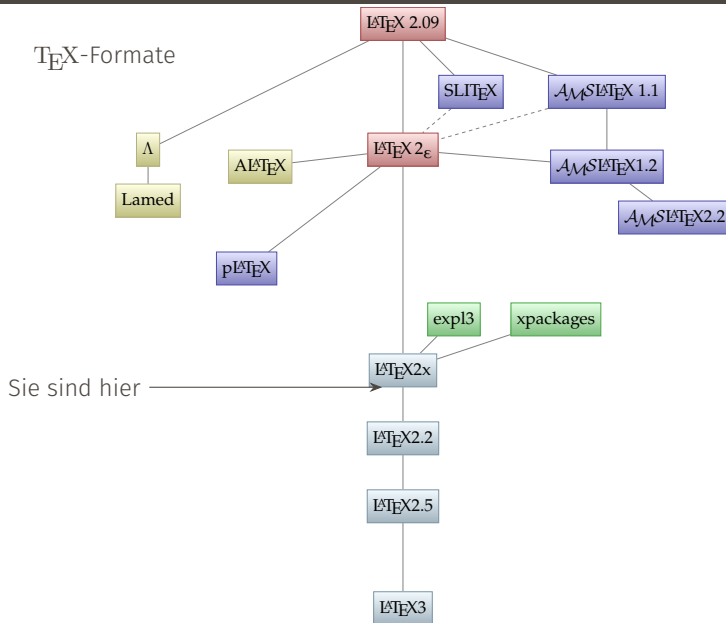 LATEX 2.09
TEX-Formate
SLITEX
AMSLATEX 1.1
Λ
ALATEX
LATEX 2ε
AMSLATEX1.2
Lamed
AMSLATEX2.2
pLATEX
expl3
xpackages
LATEX2x
Sie sind hier
LATEX2.2
LATEX2.5
LATEX3